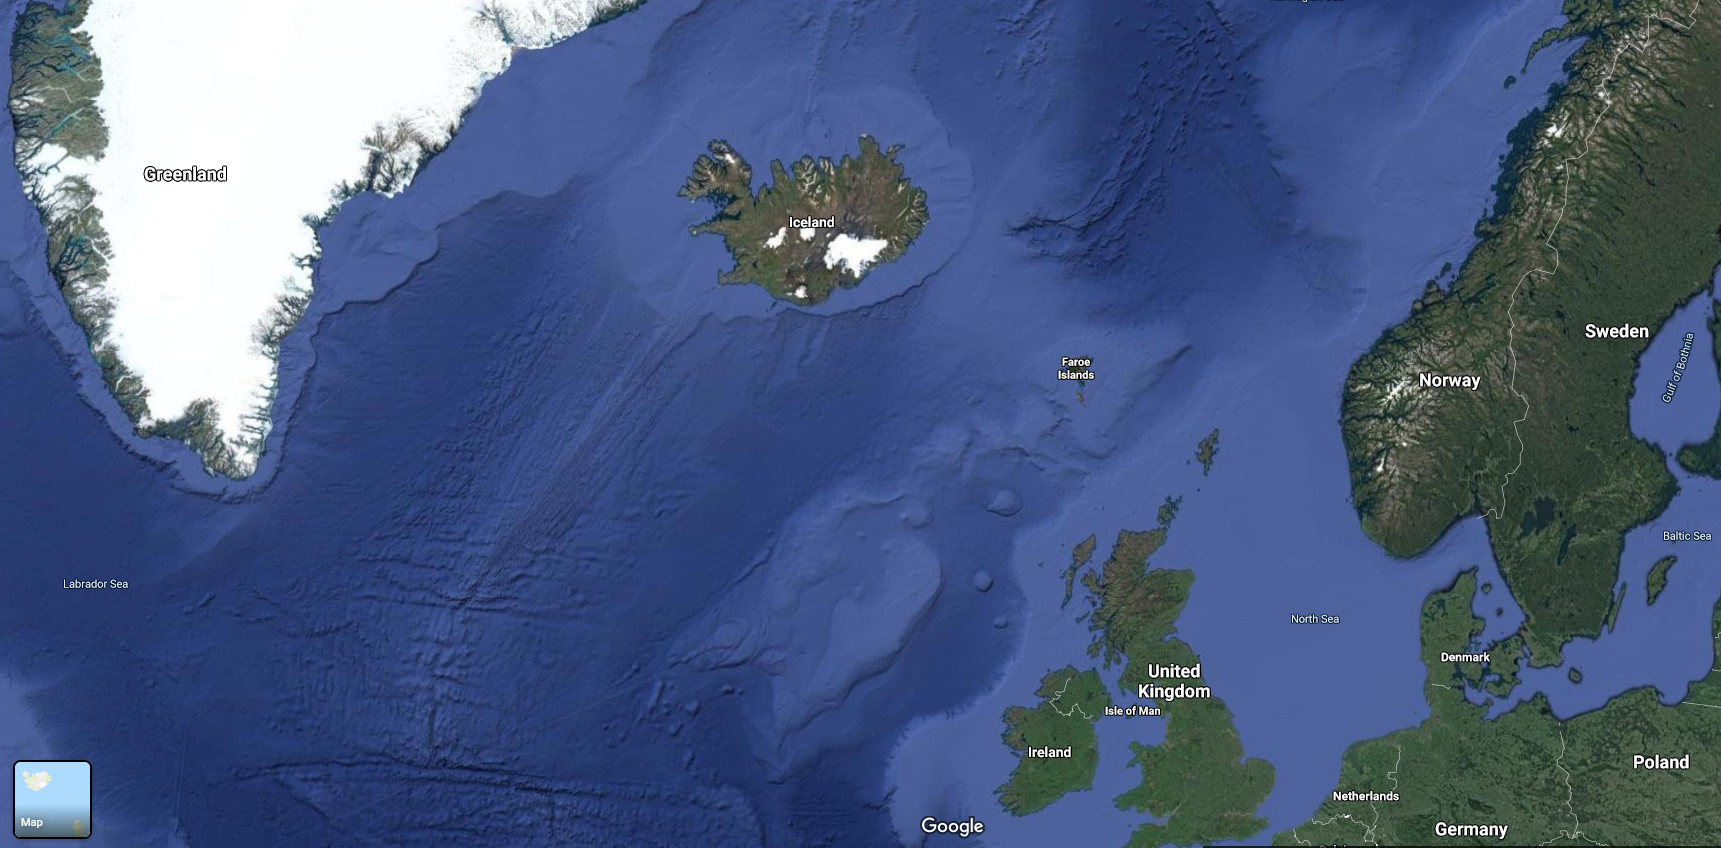 Greenland
Iceland
Faroe
Islands
Sweden
Gulf of Bothnia
Norway
Baltic Sea
Labrador Sea
North Sea
Denmark
United
Kingdom
Isle of Man
Ireland
Poland
Netherlands
Map
Google
Germany